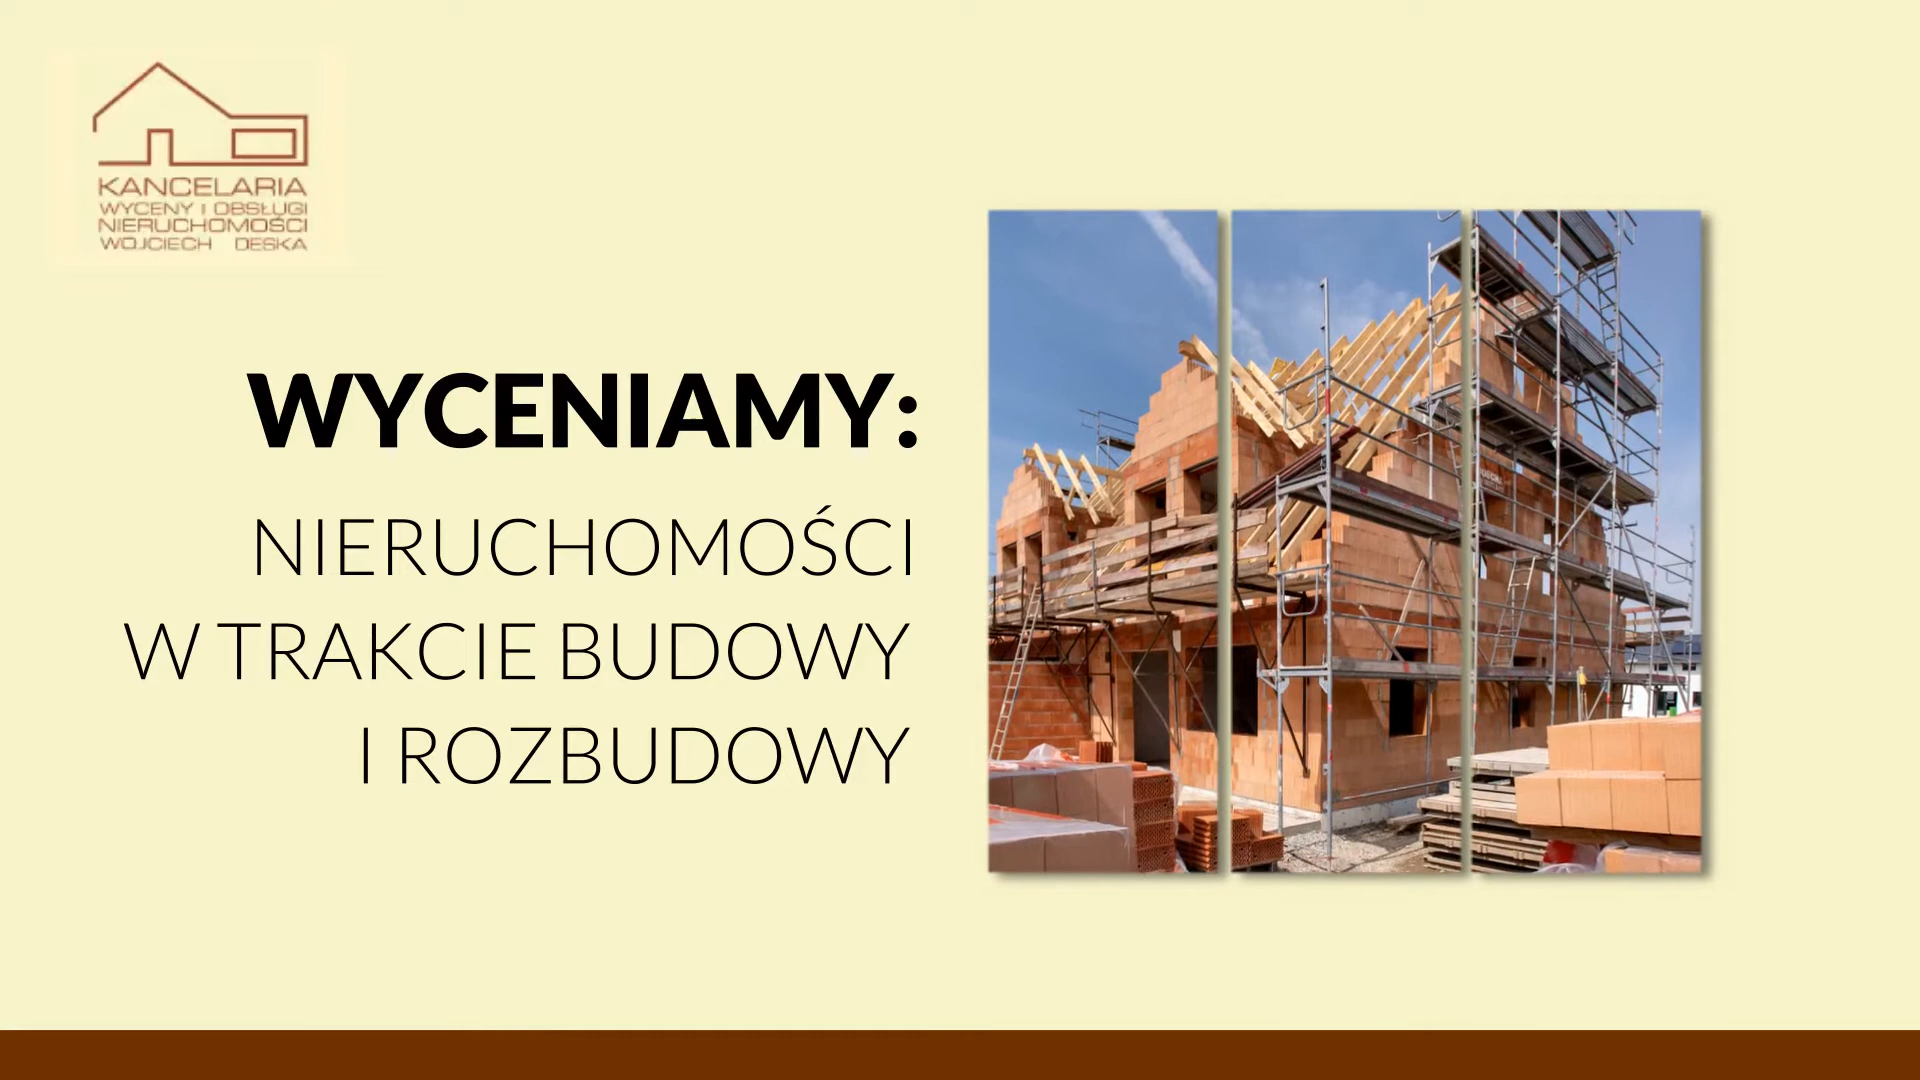 KANCELARIA
WYCENY I OBSŁUGI
NIERUCHOMOŚCI
WOJCIECH DESKA
WYCENIAMY:
NIERUCHOMOŚCI
W TRAKCIE BUDOWY
I ROZBUDOWY